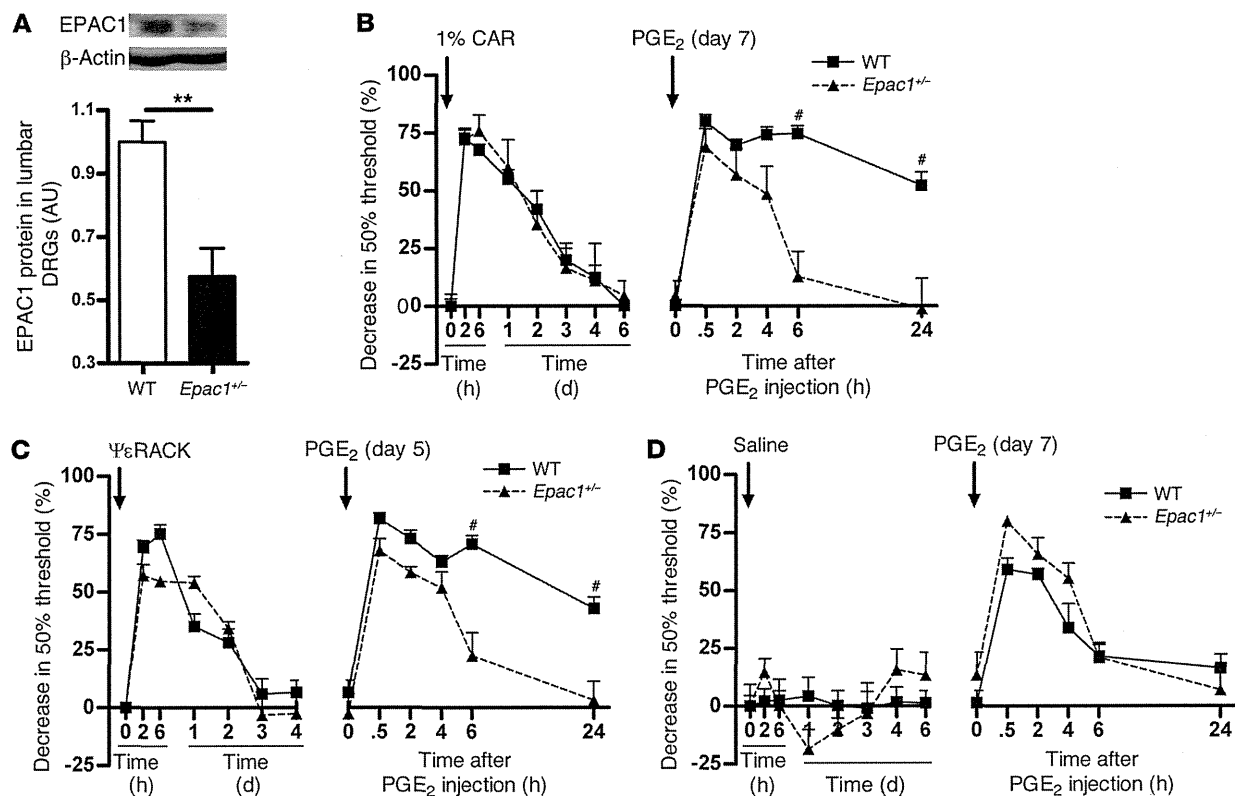 A
EPAC1
β-Actin
**
EPAC1 protein in lumbar
DRGs (AU)
1.1
0.9
0.7
0.5
0.3
WT
Epac1+/−
B
1% CAR
PGE2 (day 7)
WT
Epac1+/−
Decrease in 50% threshold (%)
100
75
50
25
00
-25
# #
0 2 6 1 2 3 4 6
0 .5 2 4 6 24
Time
(h)
Time
(d)
Time after
PGE2 injection (h)
C
ΨεRACK
PGE2 (day 5)
WT
Epac1+/−
Decrease in 50% threshold (%)
100
75
50
25
0
-25
# #
0 2 6 1 2 3 4
0 .5 2 4 6 24
Time
(h)
Time
(d)
Time after
PGE2 injection (h)
D
Saline
PGE2 (day 7)
WT
Epac1+/−
Decrease in 50% threshold (%)
100
75
50
25
0
-25
0 2 6 1 2 3 4 6
0 .5 2 4 6 24
Time
(h)
Time (d)
Time after
PGE2 injection (h)